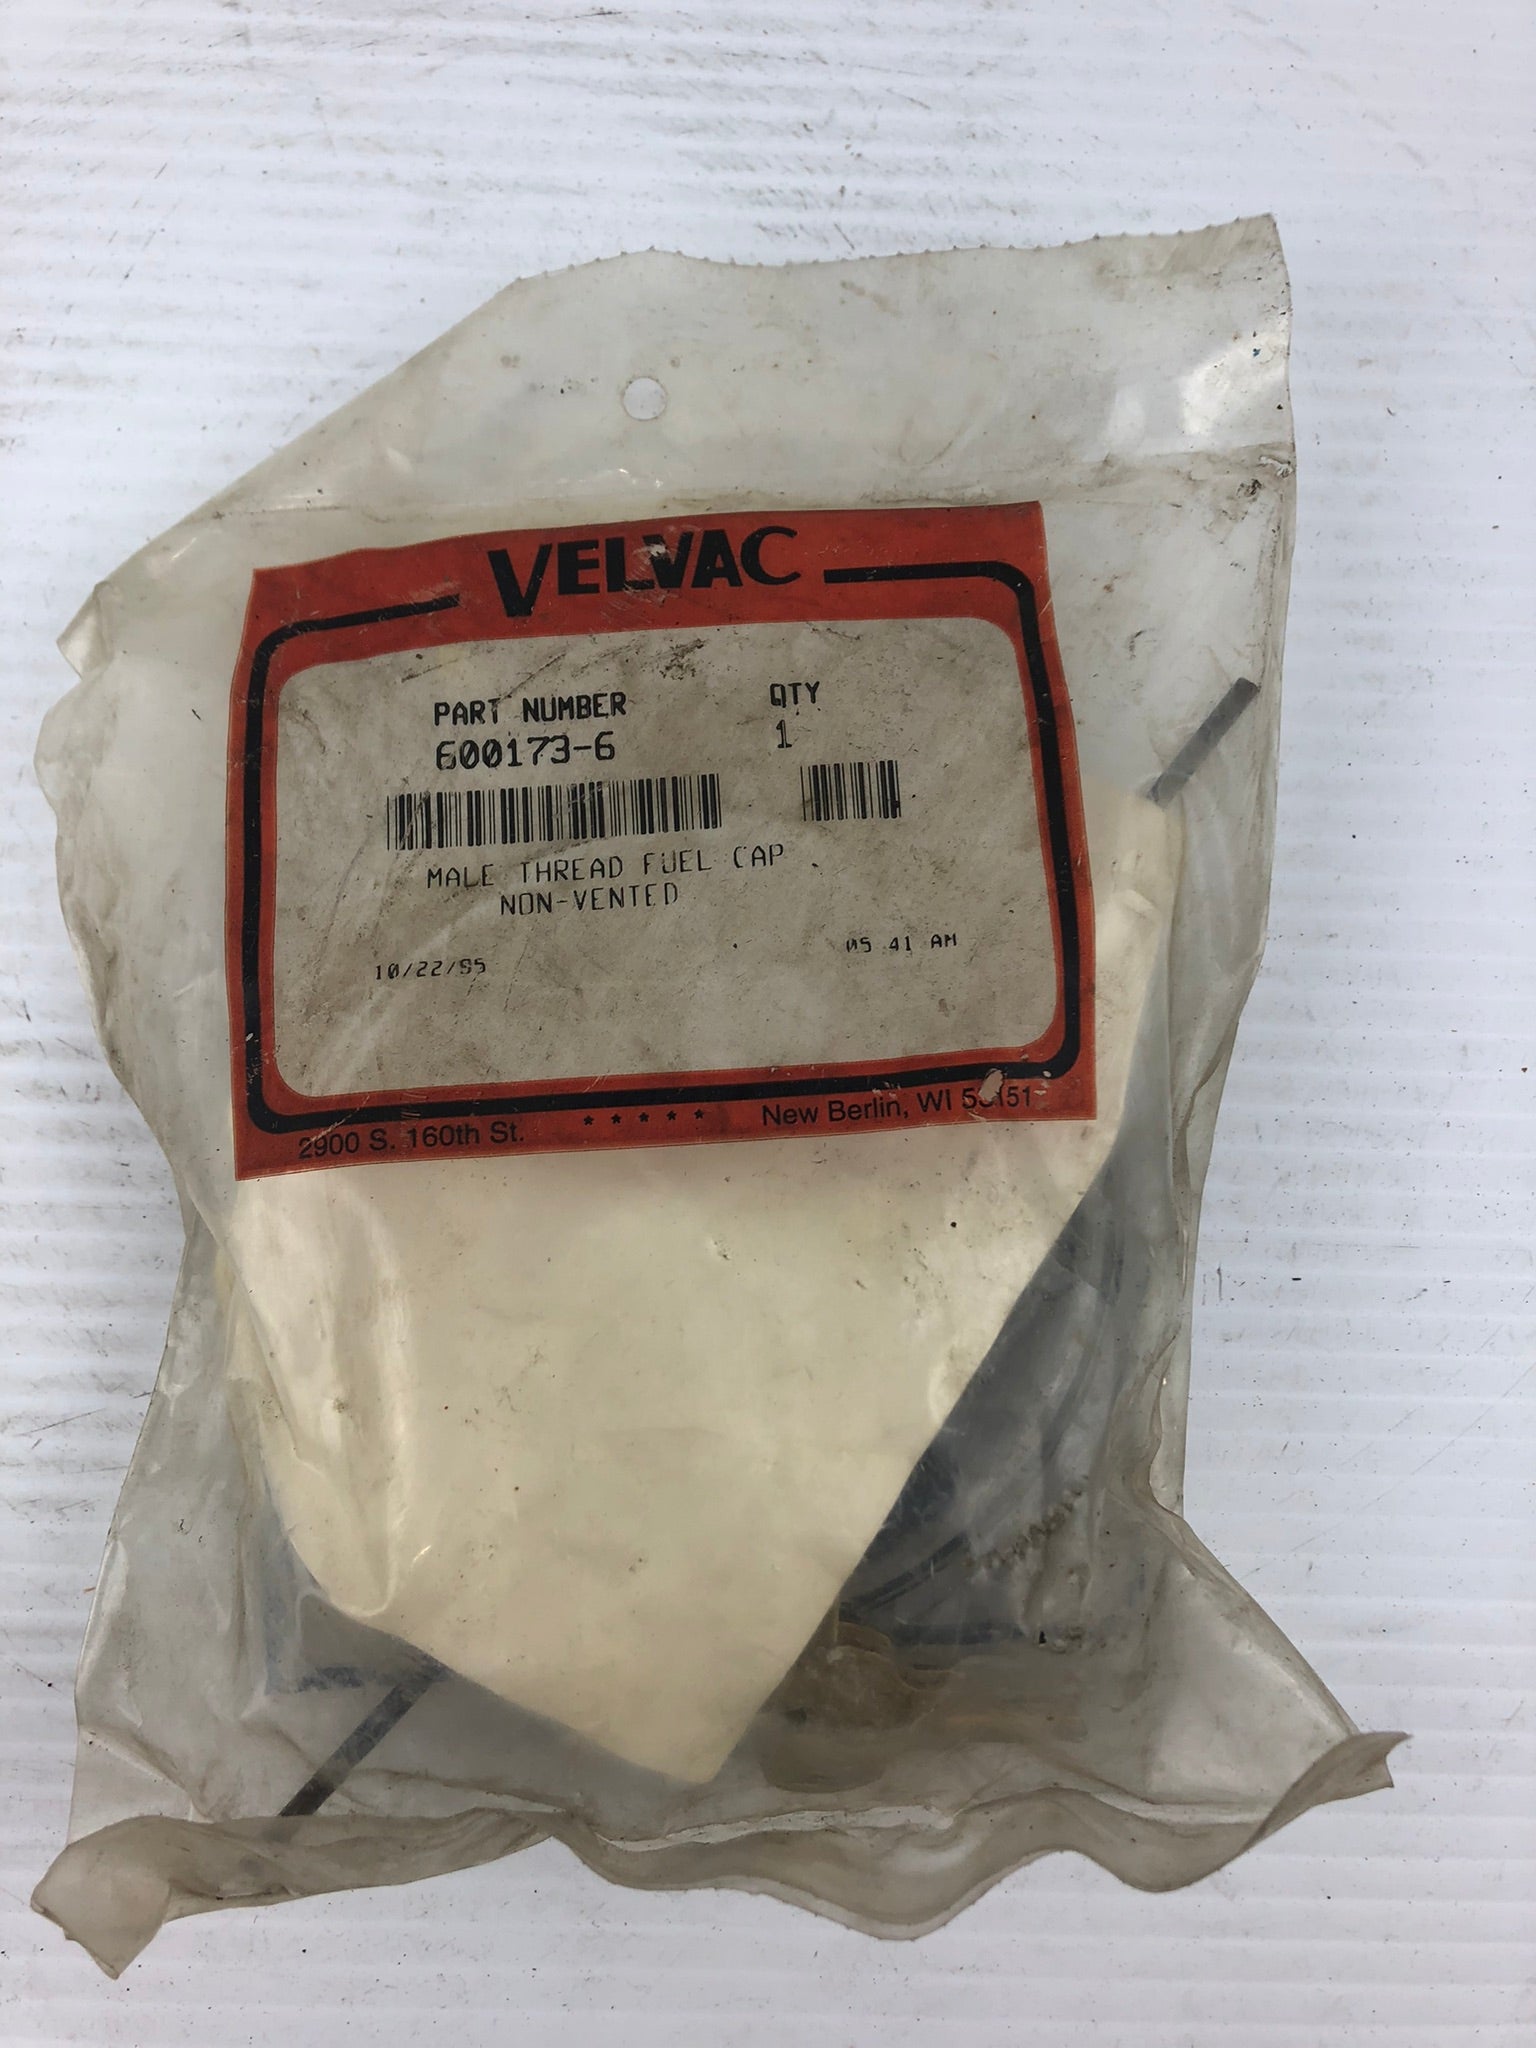 VELVAC
PART NUMBER QTY
600173-6 1
MALE THREAD FUEL CAP
NON-VENTED
10/22/95 05 41 AM
2900 S. 160th St. * * * * * New Berlin, WI